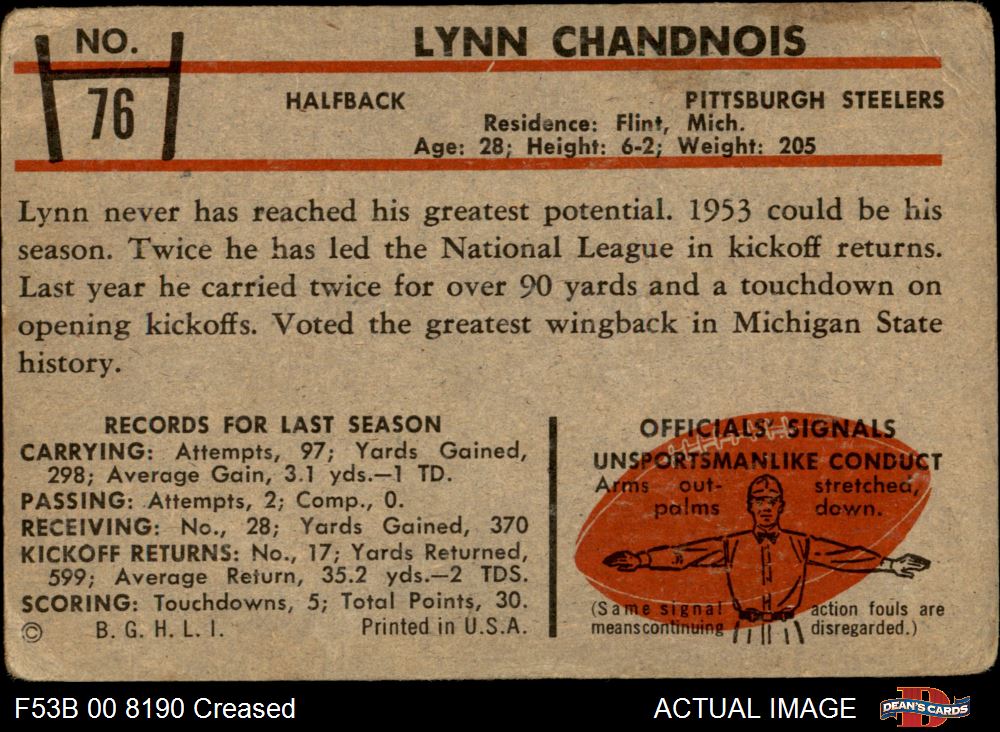 NO.
76
LYNN CHANDNOIS
HALFBACK PITTSBURGH STEELERS
Residence: Flint, Mich.
Age: 28; Height: 6-2; Weight: 205
Lynn never has reached his greatest potential. 1953 could be his
season. Twice he has led the National League in kickoff returns.
Last year he carried twice for over 90 yards and a touchdown on
opening kickoffs. Voted the greatest wingback in Michigan State
history.
RECORDS FOR LAST SEASON
CARRYING: Attempts, 97; Yards Gained,
298; Average Gain, 3.1 yds.—1 TD.
PASSING: Attempts, 2; Comp., 0.
RECEIVING: No., 28; Yards Gained, 370
KICKOFF RETURNS: No., 17; Yards Returned,
599; Average Return, 35.2 yds.—2 TDS.
SCORING: Touchdowns, 5; Total Points, 30.
© B. G. H. L. I. Printed in U.S.A.
OFFICIALS' SIGNALS
UNSPORTSMANLIKE CONDUCT
Arms out- stretched,
palms down.
(Same signal action fouls are
means continuing disregarded.)
F53B 00 8190 Creased
ACTUAL IMAGE
D
DEAN'S CARDS